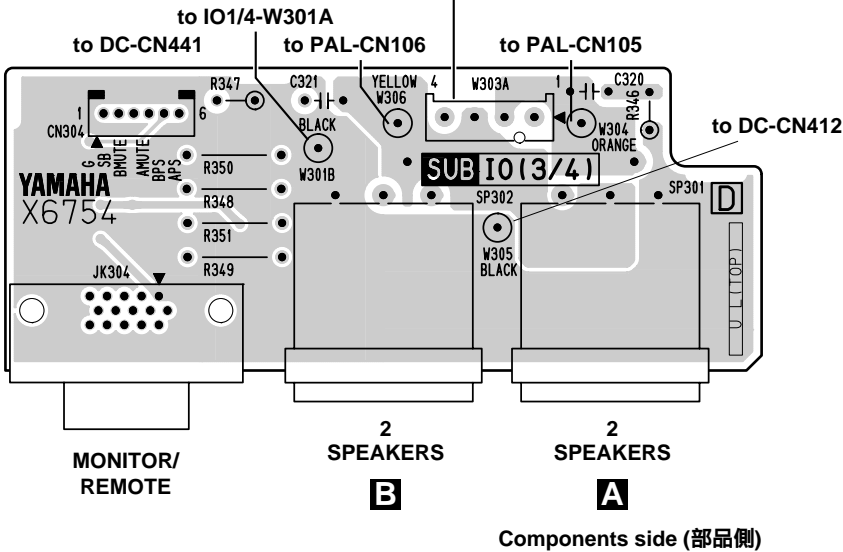 to IO1/4-W301A
to DC-CN441
to PAL-CN106
to PAL-CN105
R347
C321
YELLOW
W306
4
W303A
1
C320
R346
1
6
CN304
BLACK
W301B
W304
ORANGE
to DC-CN412
G
SB
BMUTE
AMUTE
BPS
APS
R350
SUB IO(3/4)
YAMAHA
X6754
R348
SP302
SP301
D
R351
W305
BLACK
R349
JK304
U L(TOP)
MONITOR/
REMOTE
2
SPEAKERS
B
2
SPEAKERS
A
Components side (部品側)